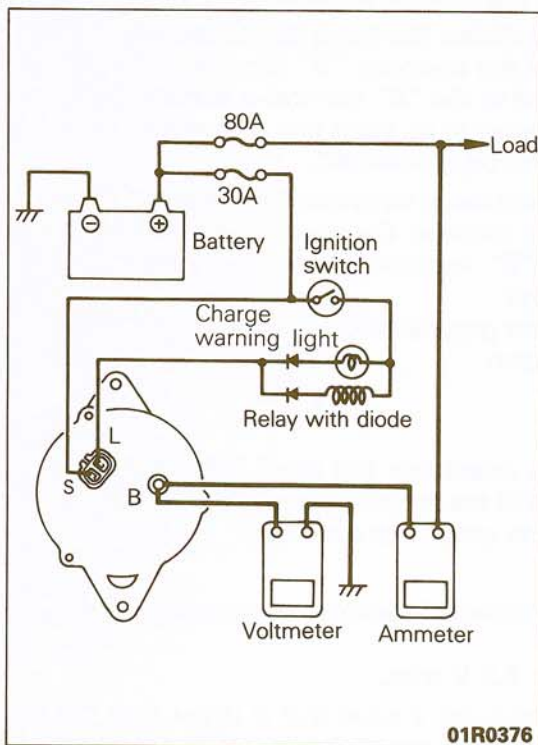 80A
Load
30A
⊖ ⊕
Battery
Ignition
switch
Charge
warning light
Relay with diode
L
S
B
Voltmeter
Ammeter
01R0376